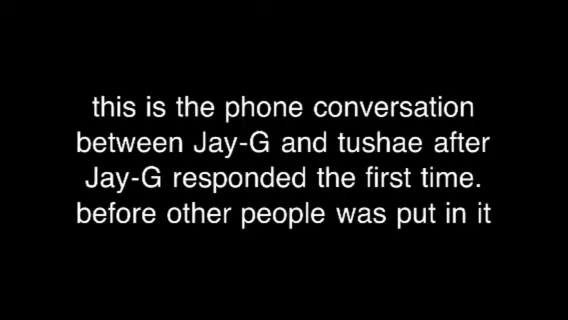 this is the phone conversation
between Jay-G and tushae after
Jay-G responded the first time.
before other people was put in it